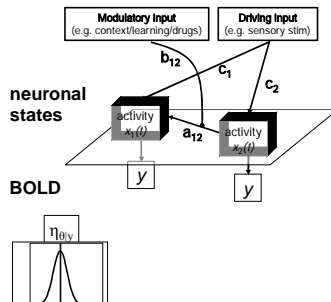 Modulatory Input
(e.g. context/learning/drugs)
Driving Input
(e.g. sensory stim)
b12
c1
c2
neuronal
states
activity
x1(t)
a12
activity
x2(t)
y
y
BOLD
ηθ|y